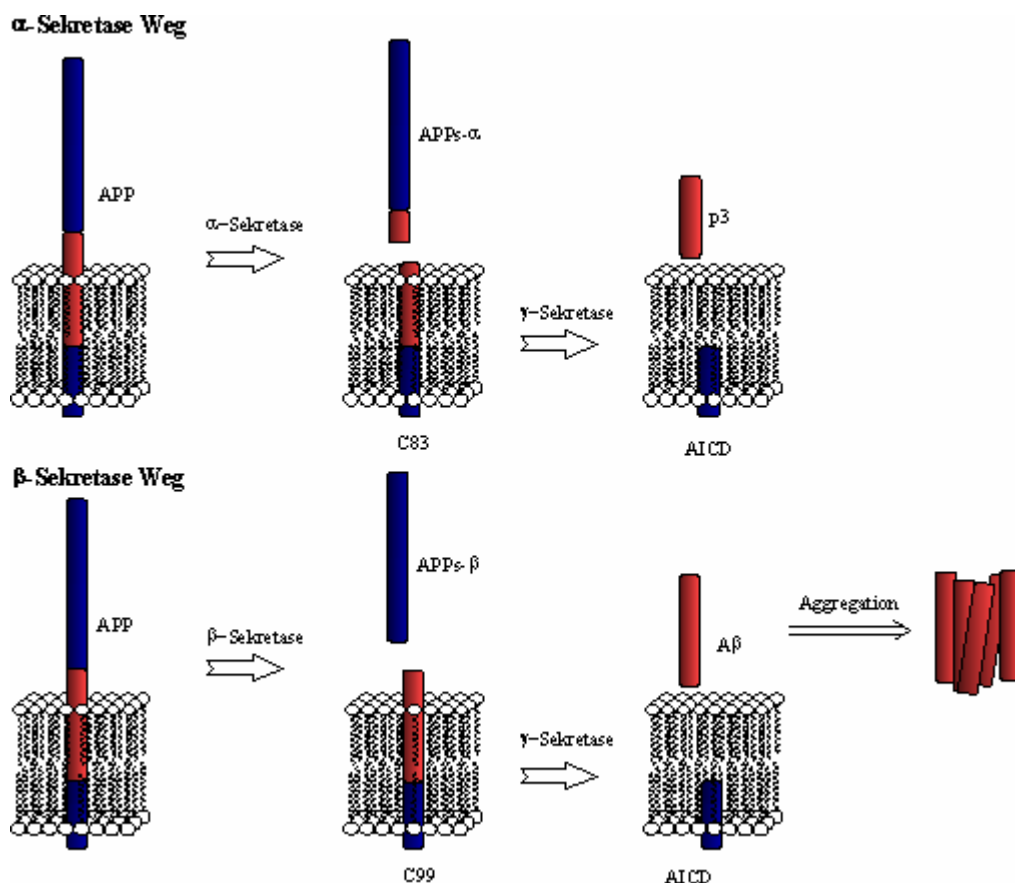 α-Sekretase Weg
APP
α-Sekretase
APPs-α
C83
γ-Sekretase
p3
AICD
β-Sekretase Weg
APP
β-Sekretase
APPs-β
C99
γ-Sekretase
Aβ
AICD
Aggregation